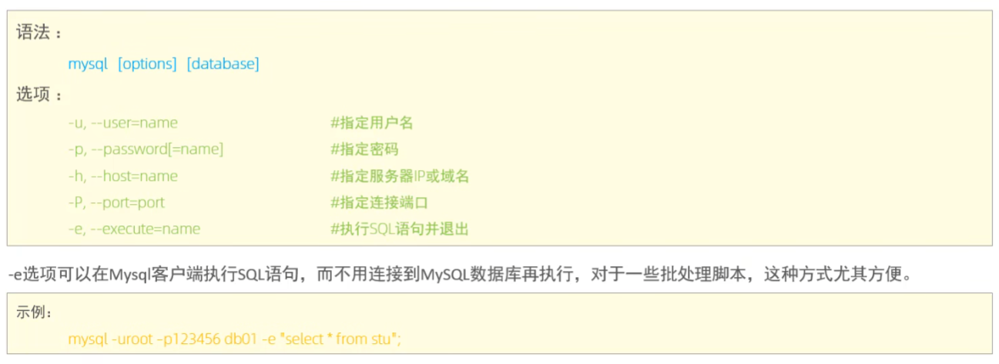 语法：
mysql [options] [database]
选项：
-u, --user=name #指定用户名
-p, --password[=name] #指定密码
-h, --host=name #指定服务器IP或域名
-P, --port=port #指定连接端口
-e, --execute=name #执行SQL语句并退出
-e选项可以在Mysql客户端执行SQL语句，而不用连接到MySQL数据库再执行，对于一些批处理脚本，这种方式尤其方便。
示例：
mysql -uroot –p123456 db01 -e "select * from stu";